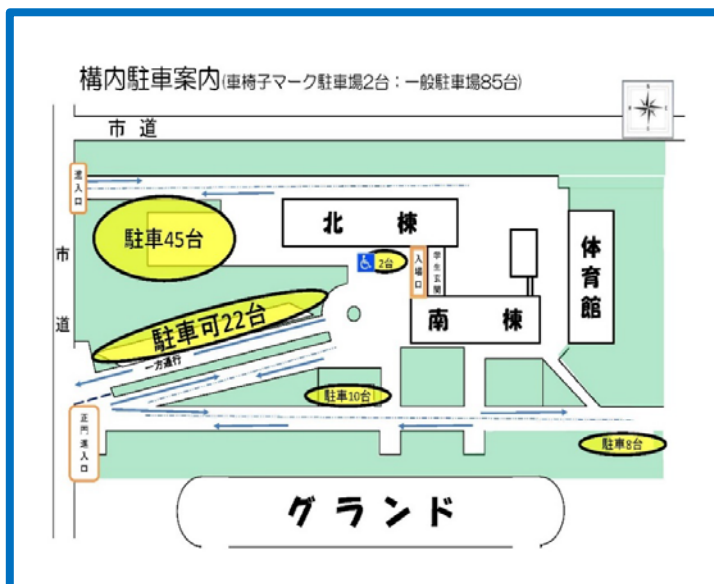 構内駐車案内(車椅子マーク駐車場2台：一般駐車場85台)
市 道
N
進入口
駐車45台
北 棟
2台
入場口
学生玄関
体育館
市 道
駐車可22台
南 棟
一方通行
駐車10台
正門進入口
駐車8台
グランド